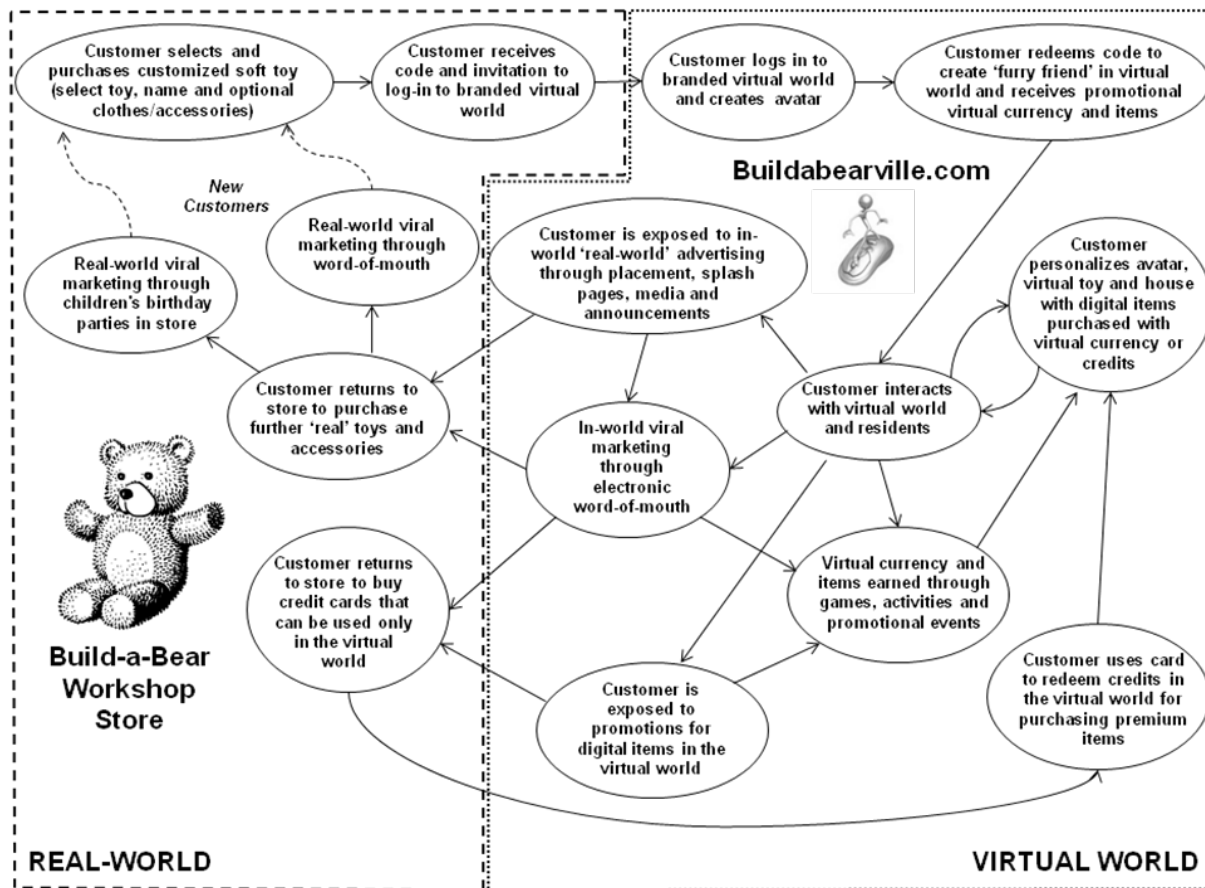 Customer selects and
purchases customized soft toy
(select toy, name and optional
clothes/accessories)
Customer receives
code and invitation to
log-in to branded virtual
world
Customer logs in to
branded virtual world
and creates avatar
Customer redeems code to
create ‘furry friend’ in virtual
world and receives promotional
virtual currency and items
Buildabearville.com
New
Customers
Real-world viral
marketing through
word-of-mouth
Real-world viral
marketing through
children's birthday
parties in store
Customer is exposed to in-
world ‘real-world’ advertising
through placement, splash
pages, media and
announcements
Customer
personalizes avatar,
virtual toy and house
with digital items
purchased with
virtual currency or
credits
Customer returns to
store to purchase
further ‘real’ toys and
accessories
Customer interacts
with virtual world
and residents
In-world viral
marketing
through
electronic
word-of-mouth
Customer returns
to store to buy
credit cards that
can be used only
in the virtual
world
Virtual currency and
items earned through
games, activities and
promotional events
Build-a-Bear
Workshop
Store
Customer is
exposed to
promotions for
digital items in the
virtual world
Customer uses card
to redeem credits in
the virtual world for
purchasing premium
items
REAL-WORLD
VIRTUAL WORLD